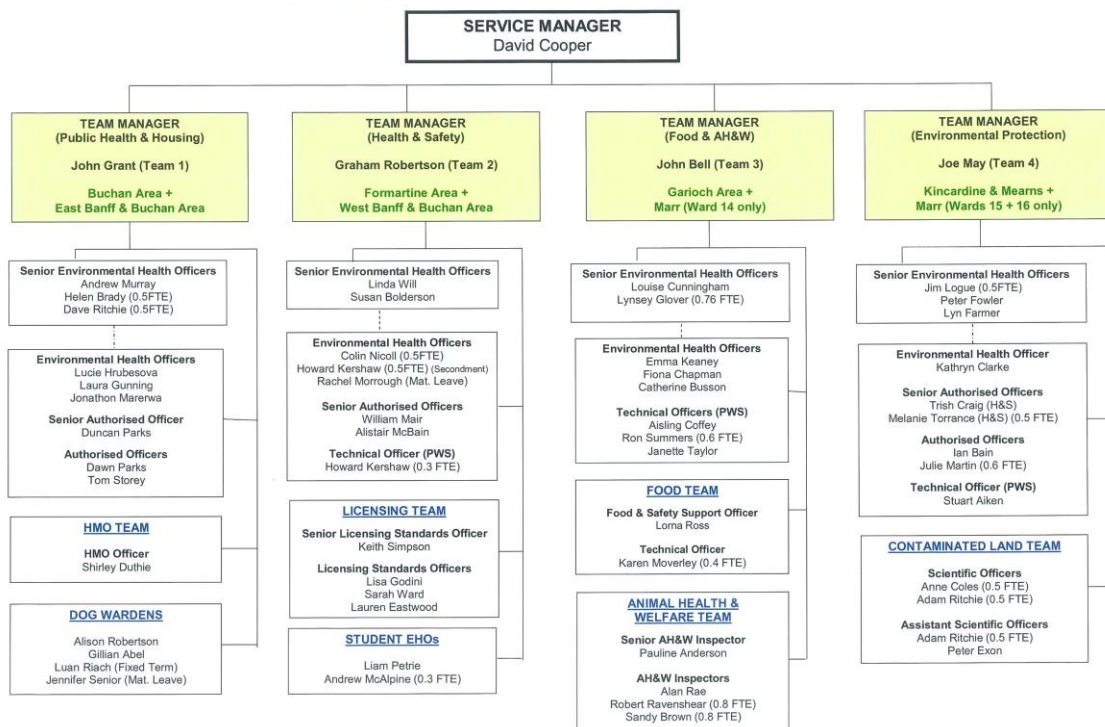 SERVICE MANAGER
David Cooper
TEAM MANAGER
(Public Health & Housing)
John Grant (Team 1)
Buchan Area +
East Banff & Buchan Area
Senior Environmental Health Officers
Andrew Murray
Helen Brady (0.5FTE)
Dave Ritchie (0.5FTE)
Environmental Health Officers
Lucie Hrubesova
Laura Gunning
Jonathon Marerwa
Senior Authorised Officer
Duncan Parks
Authorised Officers
Dawn Parks
Tom Storey
HMO TEAM
HMO Officer
Shirley Duthie
DOG WARDENS
Alison Robertson
Gillian Abel
Luan Riach (Fixed Term)
Jennifer Senior (Mat. Leave)
TEAM MANAGER
(Health & Safety)
Graham Robertson (Team 2)
Formartine Area +
West Banff & Buchan Area
Senior Environmental Health Officers
Linda Will
Susan Bolderson
Environmental Health Officers
Colin Nicoll (0.5FTE)
Howard Kershaw (0.5FTE) (Secondment)
Rachel Morrough (Mat. Leave)
Senior Authorised Officers
William Mair
Alistair McBain
Technical Officer (PWS)
Howard Kershaw (0.3 FTE)
LICENSING TEAM
Senior Licensing Standards Officer
Keith Simpson
Licensing Standards Officers
Lisa Godini
Sarah Ward
Lauren Eastwood
STUDENT EHOs
Liam Petrie
Andrew McAlpine (0.3 FTE)
TEAM MANAGER
(Food & AH&W)
John Bell (Team 3)
Garioch Area +
Marr (Ward 14 only)
Senior Environmental Health Officers
Louise Cunningham
Lynsey Glover (0.76 FTE)
Environmental Health Officers
Emma Keaney
Fiona Chapman
Catherine Busson
Technical Officers (PWS)
Aisling Coffey
Ron Summers (0.6 FTE)
Janette Taylor
FOOD TEAM
Food & Safety Support Officer
Lorna Ross
Technical Officer
Karen Moverley (0.4 FTE)
ANIMAL HEALTH &
WELFARE TEAM
Senior AH&W Inspector
Pauline Anderson
AH&W Inspectors
Alan Rae
Robert Ravenshear (0.8 FTE)
Sandy Brown (0.8 FTE)
TEAM MANAGER
(Environmental Protection)
Joe May (Team 4)
Kincardine & Mearns +
Marr (Wards 15 + 16 only)
Senior Environmental Health Officers
Jim Logue (0.5FTE)
Peter Fowler
Lyn Farmer
Environmental Health Officer
Kathryn Clarke
Senior Authorised Officers
Trish Craig (H&S)
Melanie Torrance (H&S) (0.5 FTE)
Authorised Officers
Ian Bain
Julie Martin (0.6 FTE)
Technical Officer (PWS)
Stuart Aiken
CONTAMINATED LAND TEAM
Scientific Officers
Anne Coles (0.5 FTE)
Adam Ritchie (0.5 FTE)
Assistant Scientific Officers
Adam Ritchie (0.5 FTE)
Peter Exon